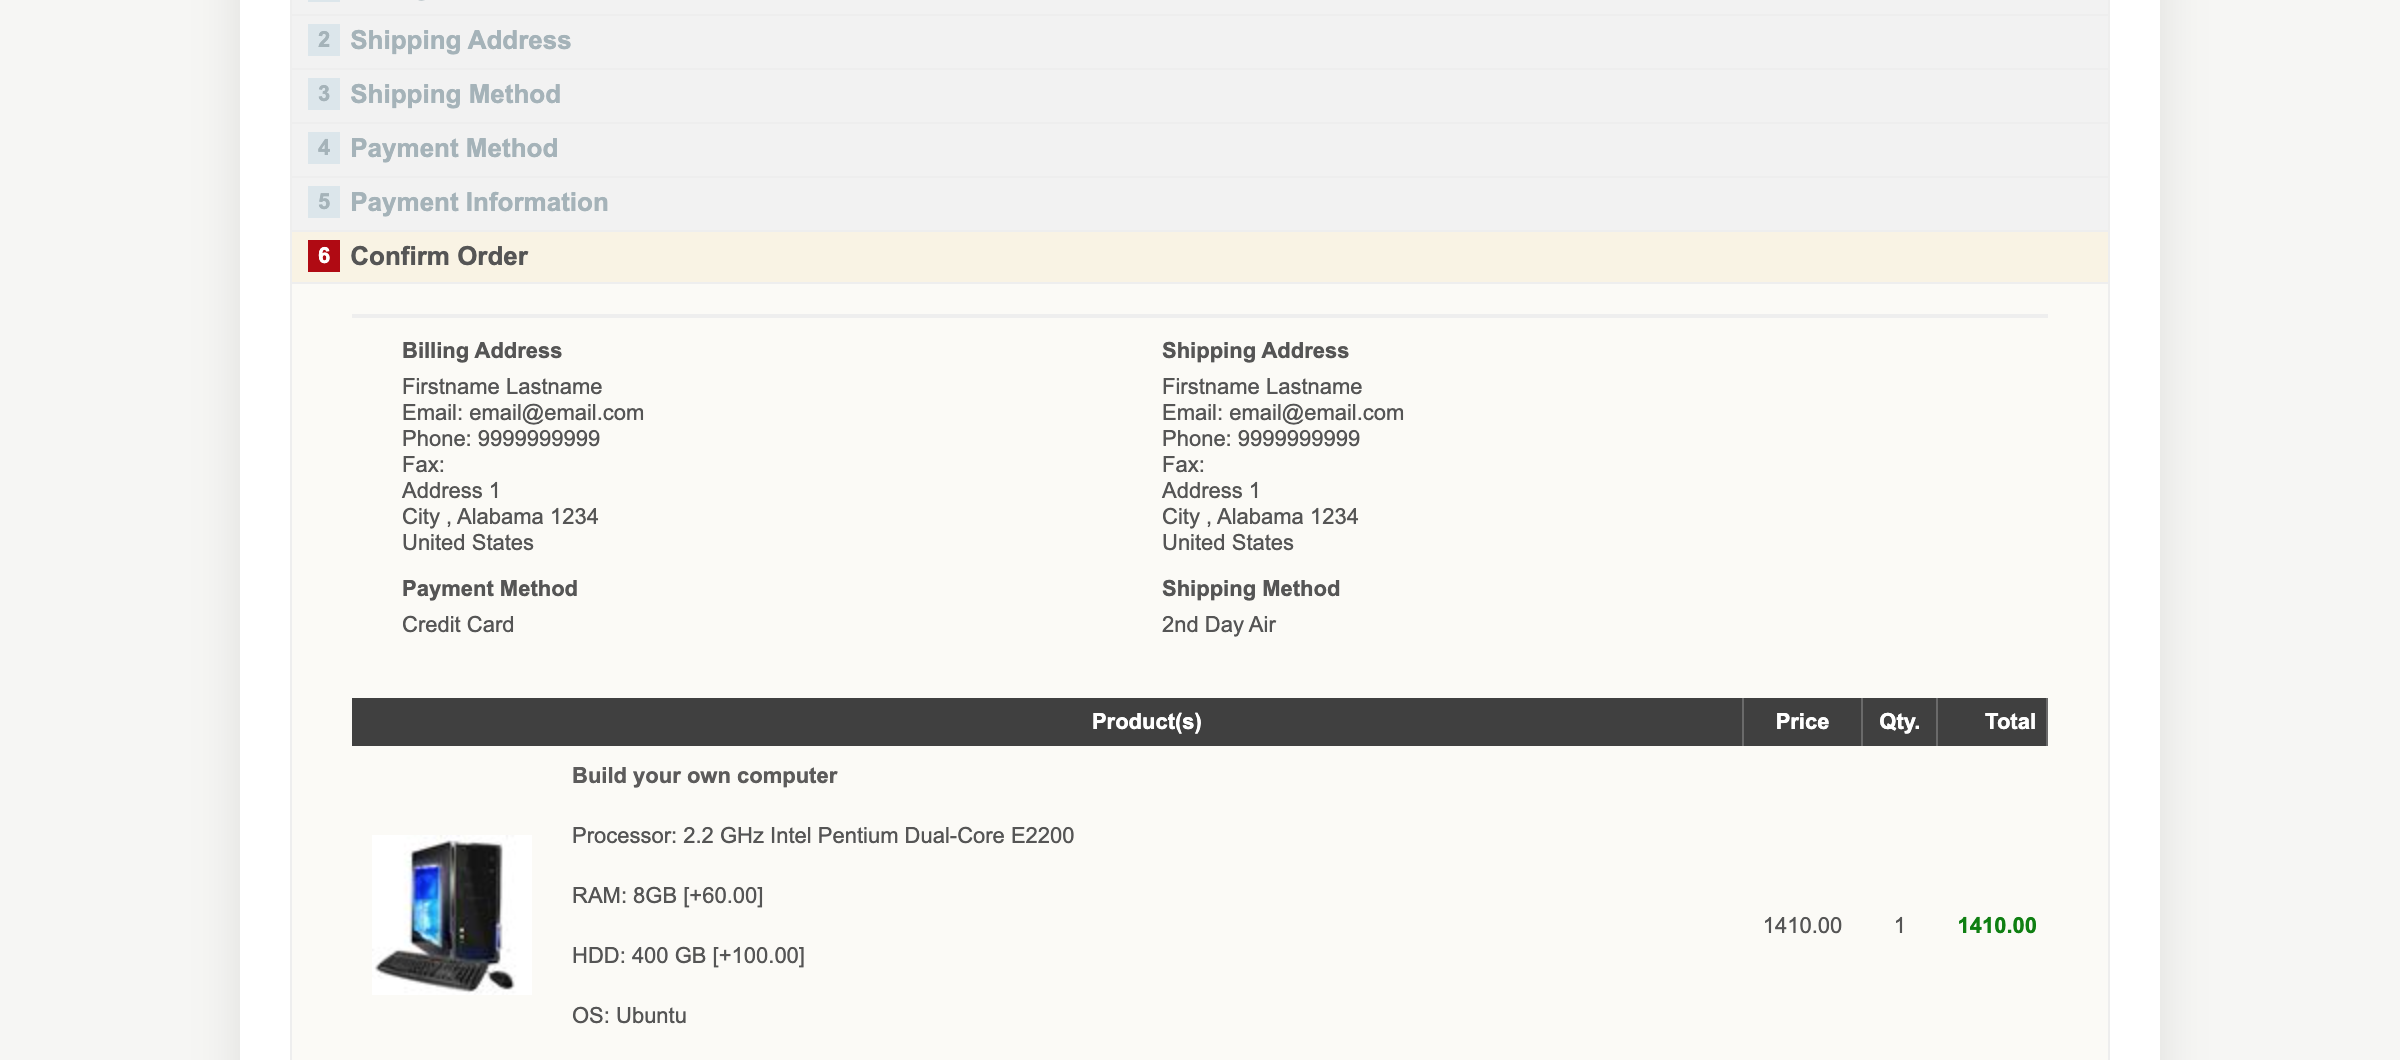 2 Shipping Address
3 Shipping Method
4 Payment Method
5 Payment Information
6 Confirm Order
Billing Address
Firstname Lastname
Email: email@email.com
Phone: 9999999999
Fax:
Address 1
City , Alabama 1234
United States
Payment Method
Credit Card
Shipping Address
Firstname Lastname
Email: email@email.com
Phone: 9999999999
Fax:
Address 1
City , Alabama 1234
United States
Shipping Method
2nd Day Air
Product(s) Price Qty. Total
Build your own computer
Processor: 2.2 GHz Intel Pentium Dual-Core E2200
RAM: 8GB [+60.00]
HDD: 400 GB [+100.00]
OS: Ubuntu
1410.00 1 1410.00